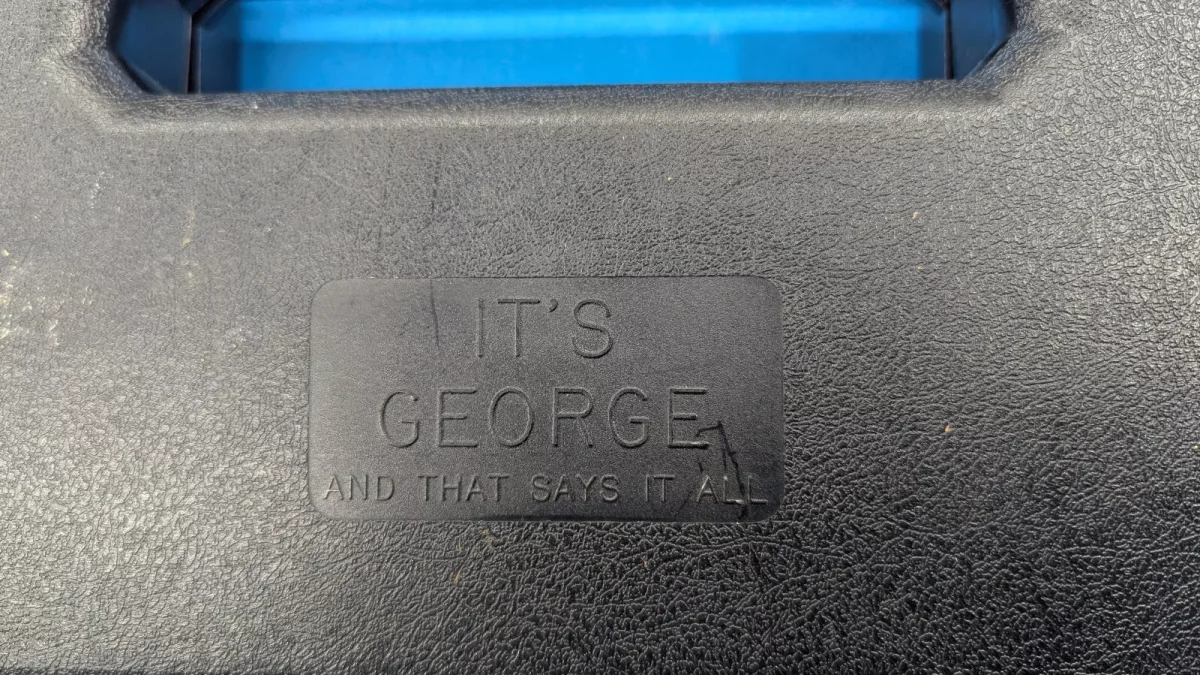 IT'S
GEORGE
AND THAT SAYS IT ALL